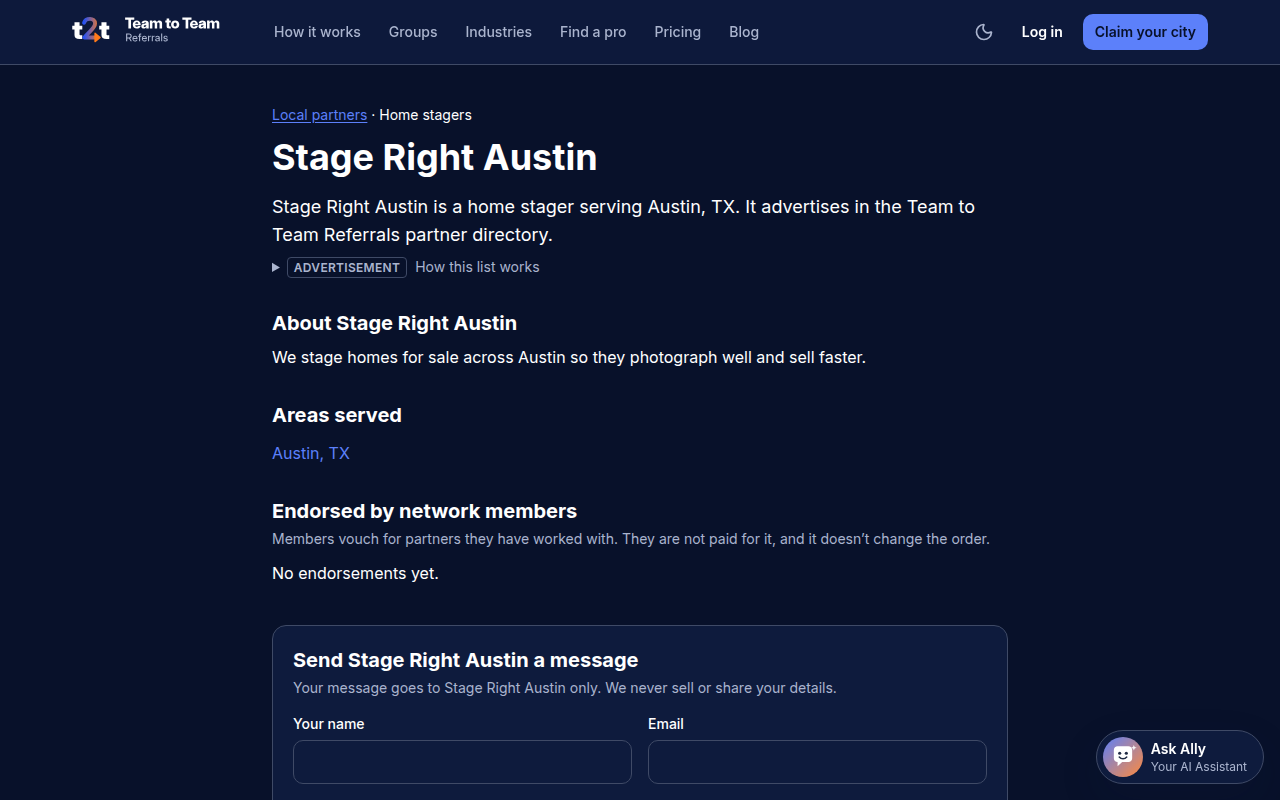 t2t Team to Team
Referrals
How it works
Groups
Industries
Find a pro
Pricing
Blog
Log in
Claim your city
Local partners · Home stagers
Stage Right Austin
Stage Right Austin is a home stager serving Austin, TX. It advertises in the Team to
Team Referrals partner directory.
ADVERTISEMENT How this list works
About Stage Right Austin
We stage homes for sale across Austin so they photograph well and sell faster.
Areas served
Austin, TX
Endorsed by network members
Members vouch for partners they have worked with. They are not paid for it, and it doesn’t change the order.
No endorsements yet.
Send Stage Right Austin a message
Your message goes to Stage Right Austin only. We never sell or share your details.
Your name
Email
Ask Ally
Your AI Assistant